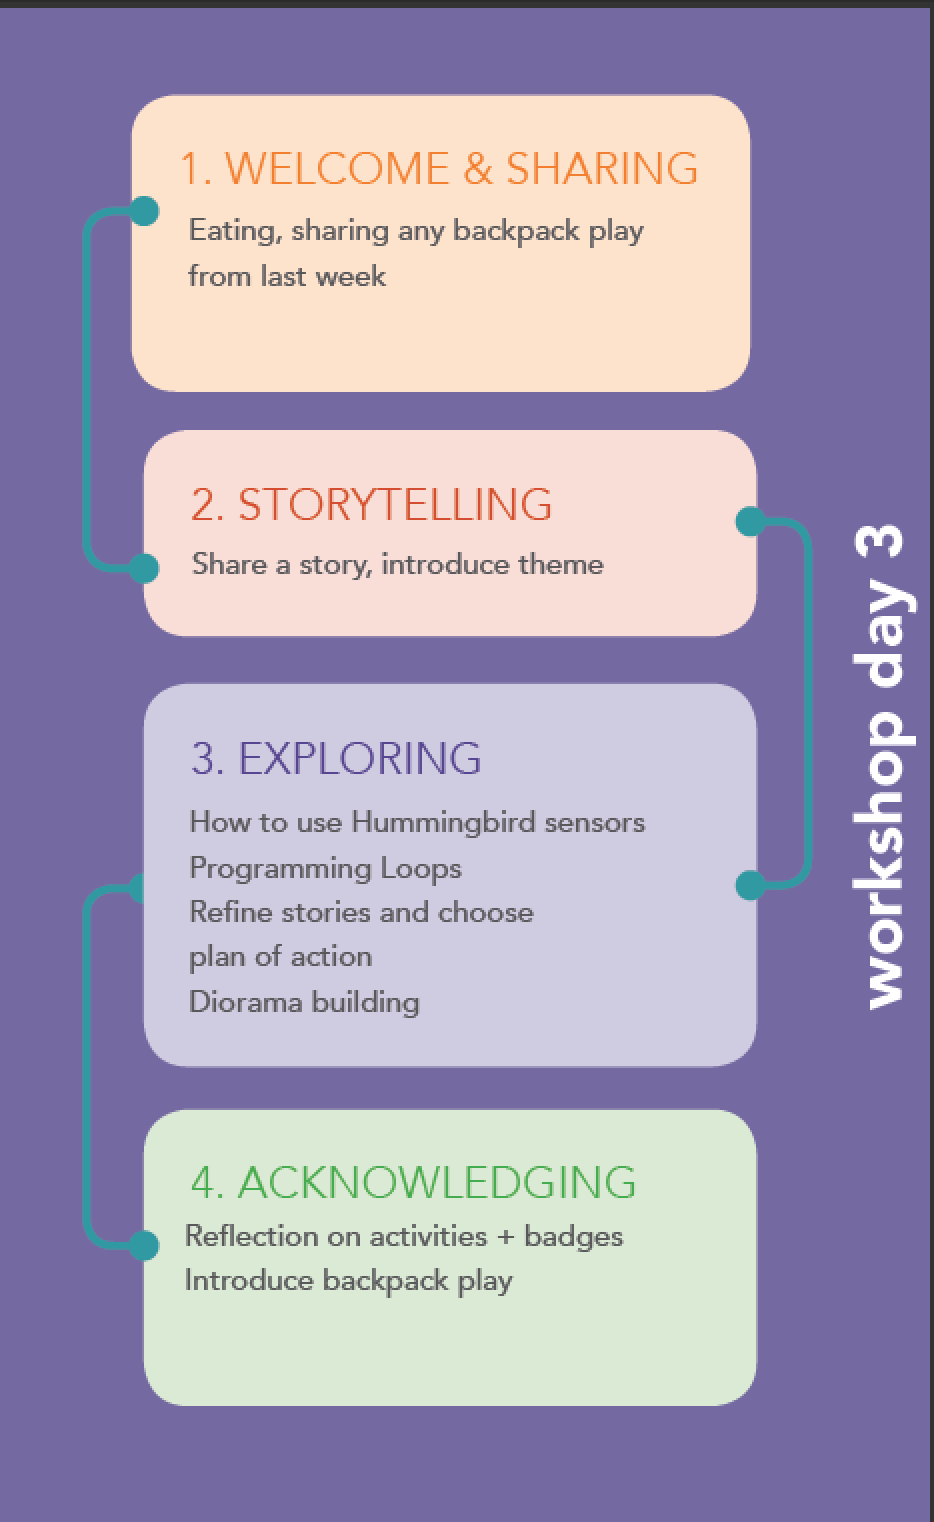 1. WELCOME & SHARING
Eating, sharing any backpack play
from last week
2. STORYTELLING
Share a story, introduce theme
3. EXPLORING
How to use Hummingbird sensors
Programming Loops
Refine stories and choose
plan of action
Diorama building
4. ACKNOWLEDGING
Reflection on activities + badges
Introduce backpack play
workshop day 3